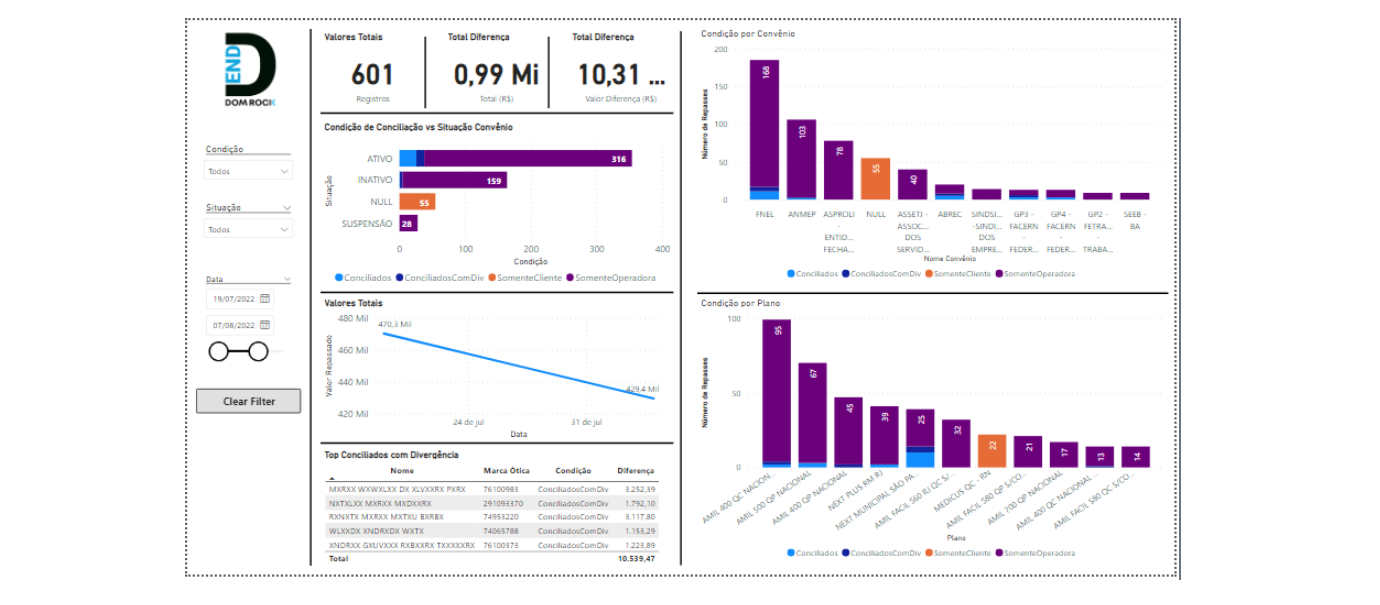 END
DOM ROCK
Condição
Todos
Situação
Todos
Data
19/07/2022
07/08/2022
Clear Filter
Valores Totais
601
Registros
Total Diferença
0,99 Mi
Total (R$)
Total Diferença
10,31 ...
Valor Diferença (R$)
Condição de Conciliação vs Situação Convênio
Situação
ATIVO 316
INATIVO 159
NULL 55
SUSPENSÃO 28
0 100 200 300 400
Condição
Conciliados ConciliadosComDiv SomenteCliente SomenteOperadora
Valores Totais
Valor Repassado
480 Mil
470,3 Mil
460 Mil
440 Mil
429,4 Mil
420 Mil
24 de jul 31 de jul
Data
Top Conciliados com Divergência
Nome Marca Ótica Condição Diferença
MXRXX WXWXLXX DX XLVXXRX PXRX 76100983 ConciliadosComDiv 3.252,39
NXTXLXX MXRXX MXDXXRX 291093370 ConciliadosComDiv 1.792,10
RXNXTX MXRXX MXTXU BXRBX 74953220 ConciliadosComDiv 3.117,80
WLXXDX XNDRXDX WXTX 74065788 ConciliadosComDiv 1.153,29
XNDRXX GXUVXXX RXBXXRX TXXXXXRX 76100373 ConciliadosComDiv 1.223,89
Total 10.539,47
Condição por Convênio
Número de Repasses
200
150
100
50
0
168 103 78 55 40
FNEL
ANMEP
ASPROLI - ENTID... FECHA...
NULL
ASSETJ - ASSOC... DOS SERVID...
ABREC
SINDSI... -SINDI... DOS EMPRE...
GP3 - FACERN - FEDER...
GP4 - FACERN - FEDER...
GP2 - FETRA... - TRABA...
SEEB - BA
Nome Convênio
Conciliados ConciliadosComDiv SomenteCliente SomenteOperadora
Condição por Plano
Número de Repasses
100
50
0
95 67 45 39 25 32 22 21 17 13 14
AMIL 400 QC NACION...
AMIL 500 QP NACIONAL
AMIL 400 QP NACIONAL
NEXT PLUS RM RJ
NEXT MUNICIPAL SÃO PA...
AMIL FACIL S60 RJ QC S/...
MEDICUS QC - RN
AMIL FACIL S80 QP S/CO...
AMIL 700 QP NACIONAL
AMIL 400 QC NACIONAL ...
AMIL FACIL S80 QC S/CO...
Plano
Conciliados ConciliadosComDiv SomenteCliente SomenteOperadora